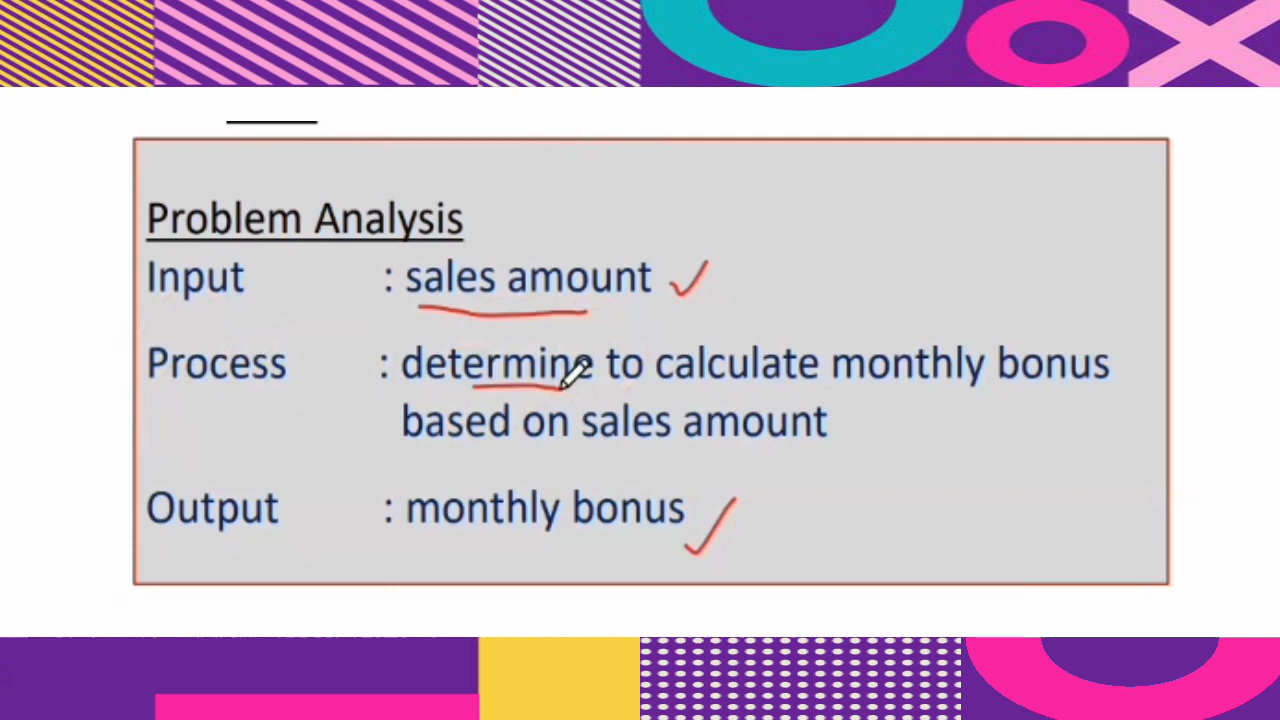 Problem Analysis
Input : sales amount
Process : determine to calculate monthly bonus
based on sales amount
Output : monthly bonus